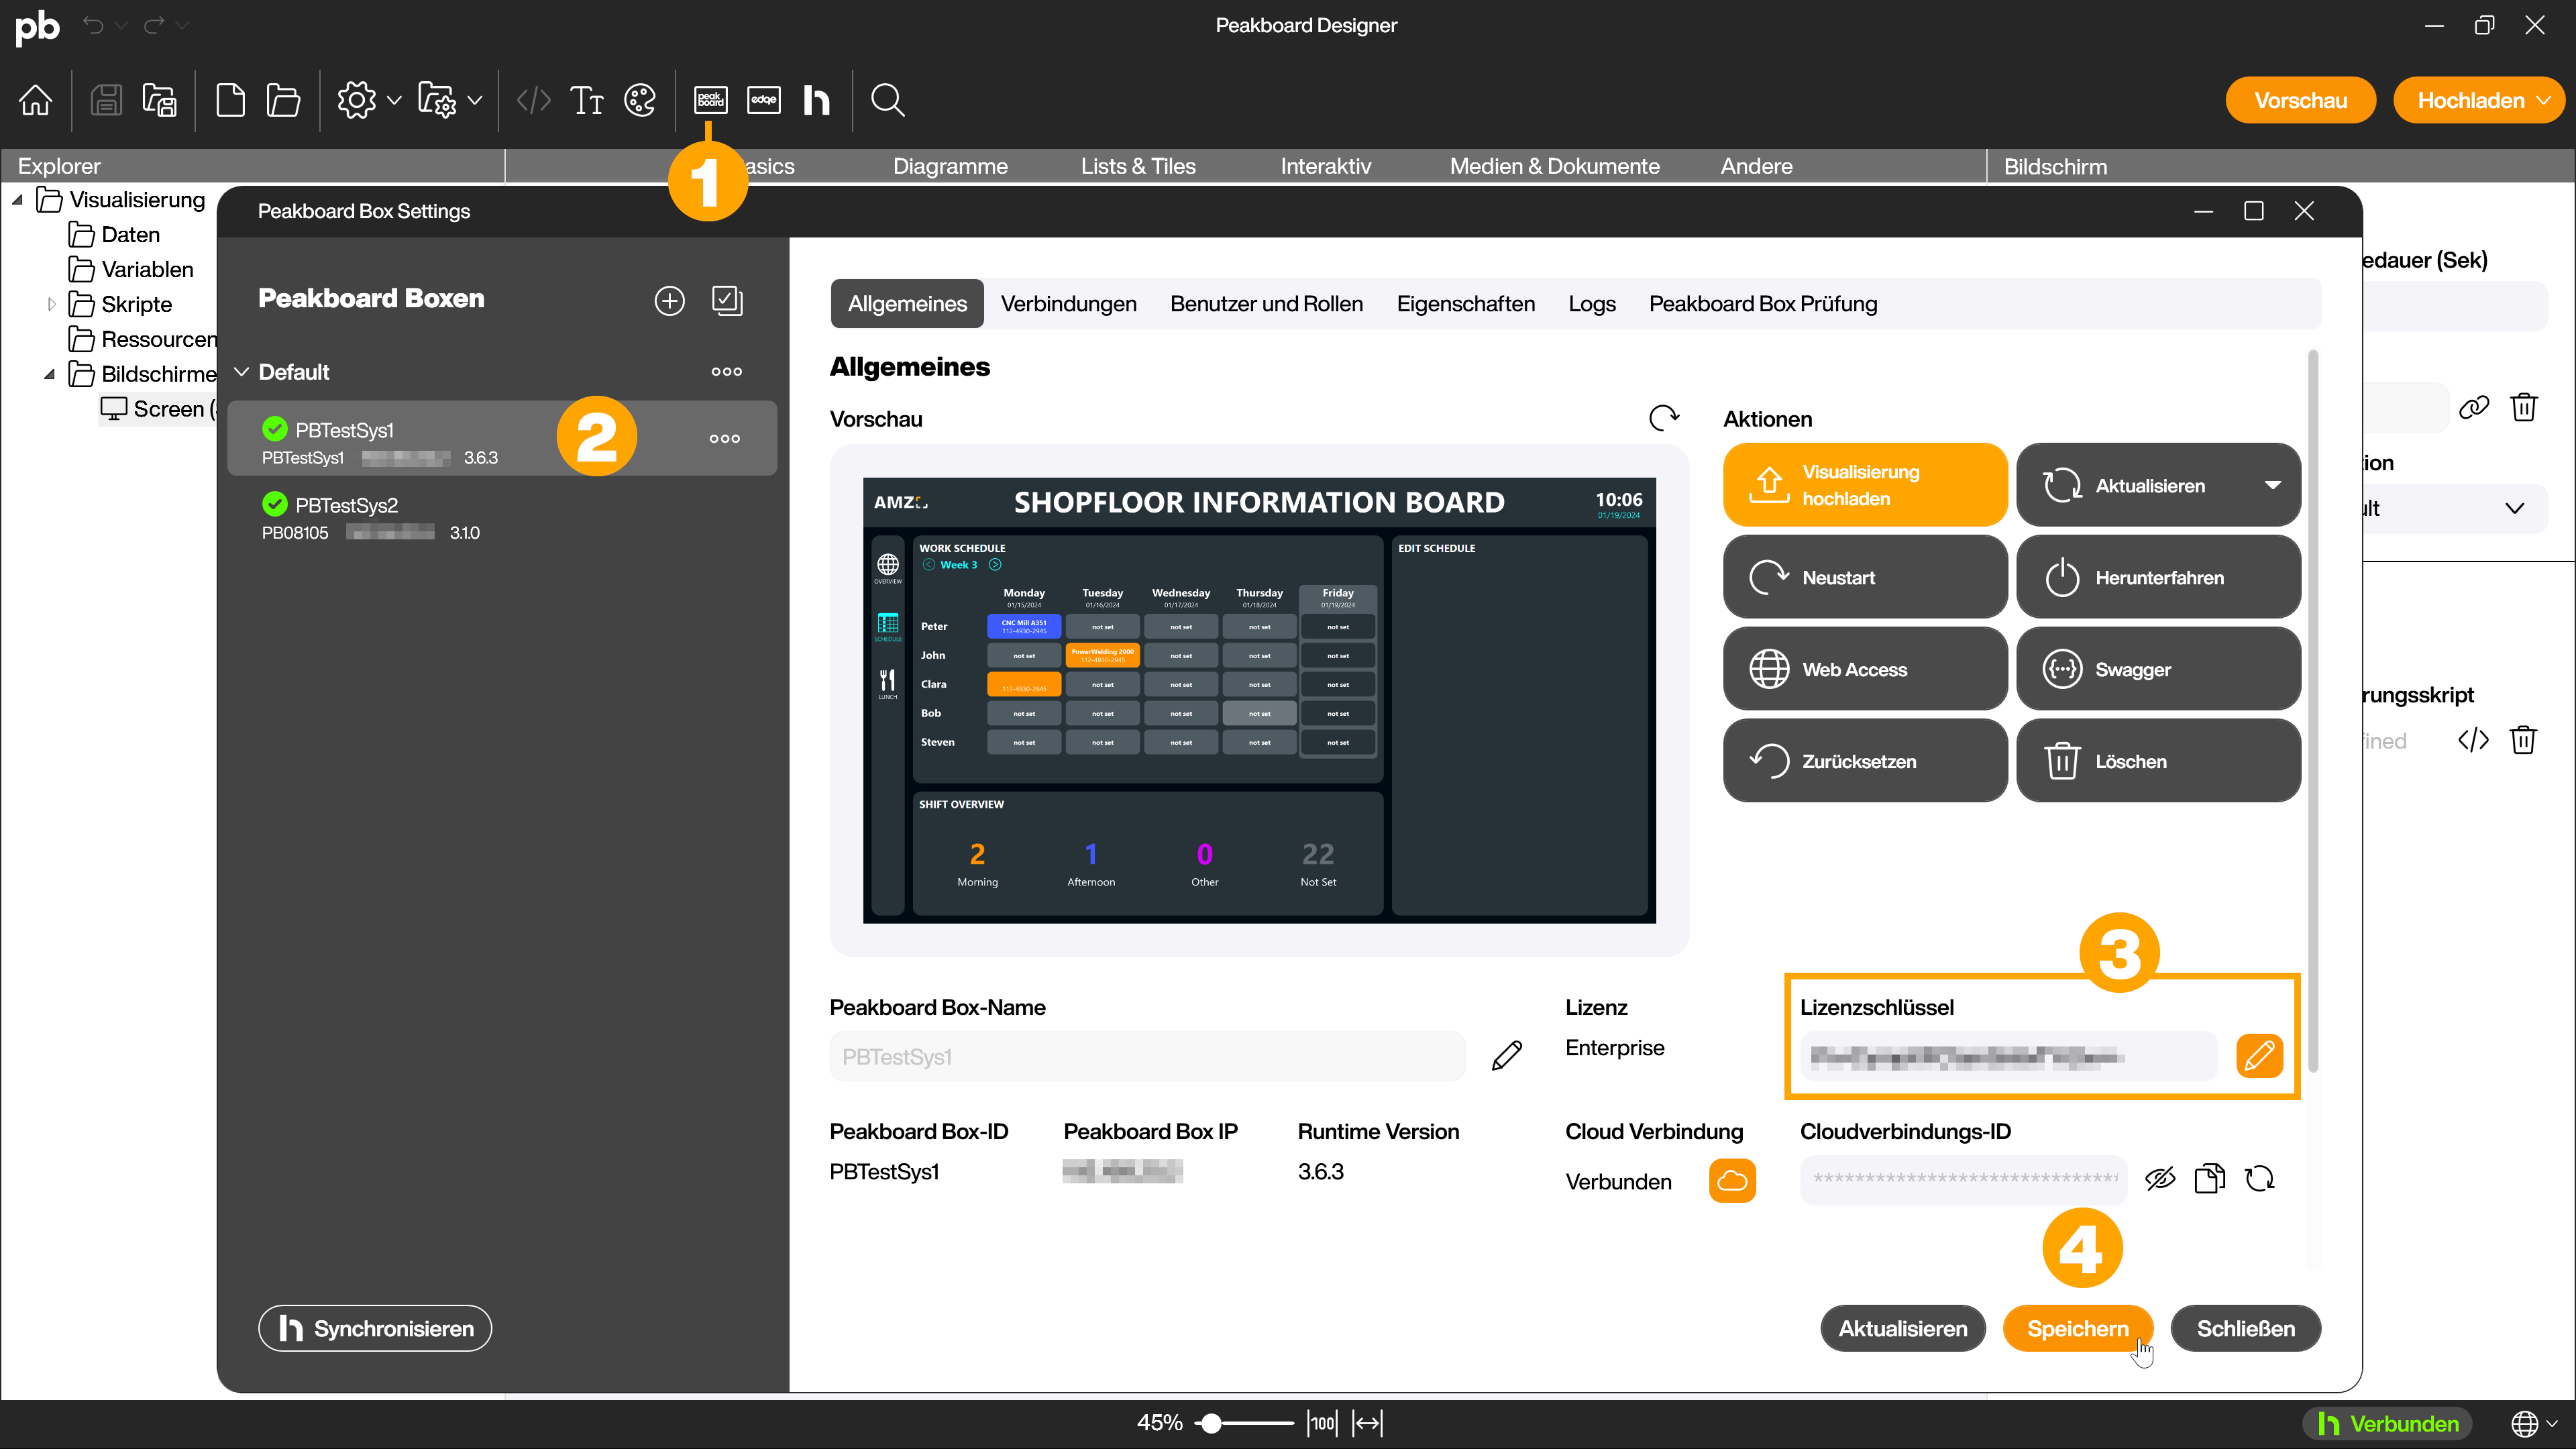 pb
Peakboard Designer
peak
board
edge
h
Vorschau
Hochladen
Explorer
asics
Diagramme
Lists & Tiles
Interaktiv
Medien & Dokumente
Andere
Bildschirm
1
Visualisierung
Daten
Variablen
Skripte
Ressourcen
Bildschirme
Screen (
Peakboard Box Settings
Peakboard Boxen
Default
PBTestSys1
PBTestSys1 3.6.3
2
PBTestSys2
PB08105 3.1.0
h Synchronisieren
Allgemeines
Verbindungen
Benutzer und Rollen
Eigenschaften
Logs
Peakboard Box Prüfung
Allgemeines
Vorschau
AMZ
SHOPFLOOR INFORMATION BOARD
10:06
01/19/2024
OVERVIEW
SCHEDULE
LUNCH
WORK SCHEDULE
Week 3
EDIT SCHEDULE
Monday Tuesday Wednesday Thursday Friday
01/15/2024 01/16/2024 01/17/2024 01/18/2024 01/19/2024
Peter CNC Mill A351 not set not set not set not set
112-4930-2945
John not set PowerWelding 2000 not set not set not set
112-4930-2945
Clara 112-4930-2945 not set not set not set not set
Bob not set not set not set not set not set
Steven not set not set not set not set not set
SHIFT OVERVIEW
2 1 0 22
Morning Afternoon Other Not Set
Aktionen
Visualisierung
hochladen
Aktualisieren
Neustart
Herunterfahren
Web Access
Swagger
Zurücksetzen
Löschen
3
Peakboard Box-Name
PBTestSys1
Lizenz
Enterprise
Lizenzschlüssel
Peakboard Box-ID
PBTestSys1
Peakboard Box IP
Runtime Version
3.6.3
Cloud Verbindung
Verbunden
Cloudverbindungs-ID
******************************
4
Aktualisieren
Speichern
Schließen
edauer (Sek)
tion
ult
rungsskript
fined
45%
100
h Verbunden